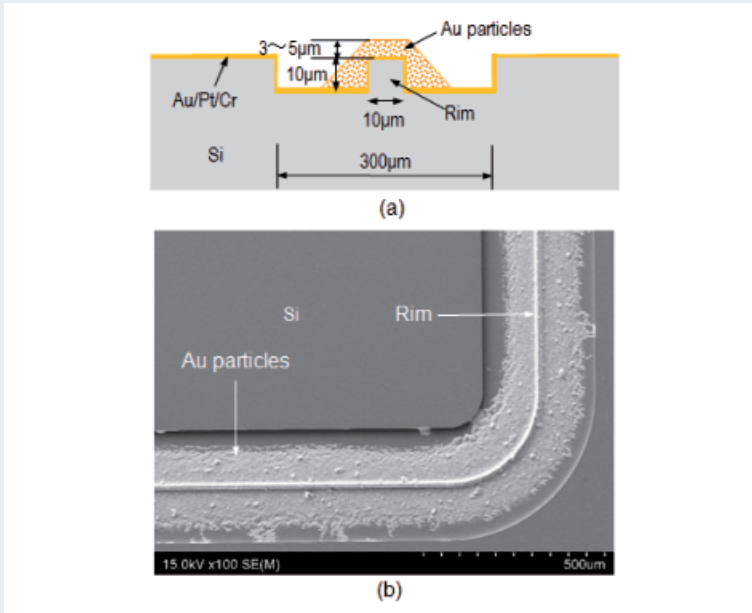 Au particles
3～5μm
10μm
Au/Pt/Cr
Rim
10μm
Si
300μm
(a)
Si
Rim
Au particles
15.0kV x100 SE(M)
500um
(b)